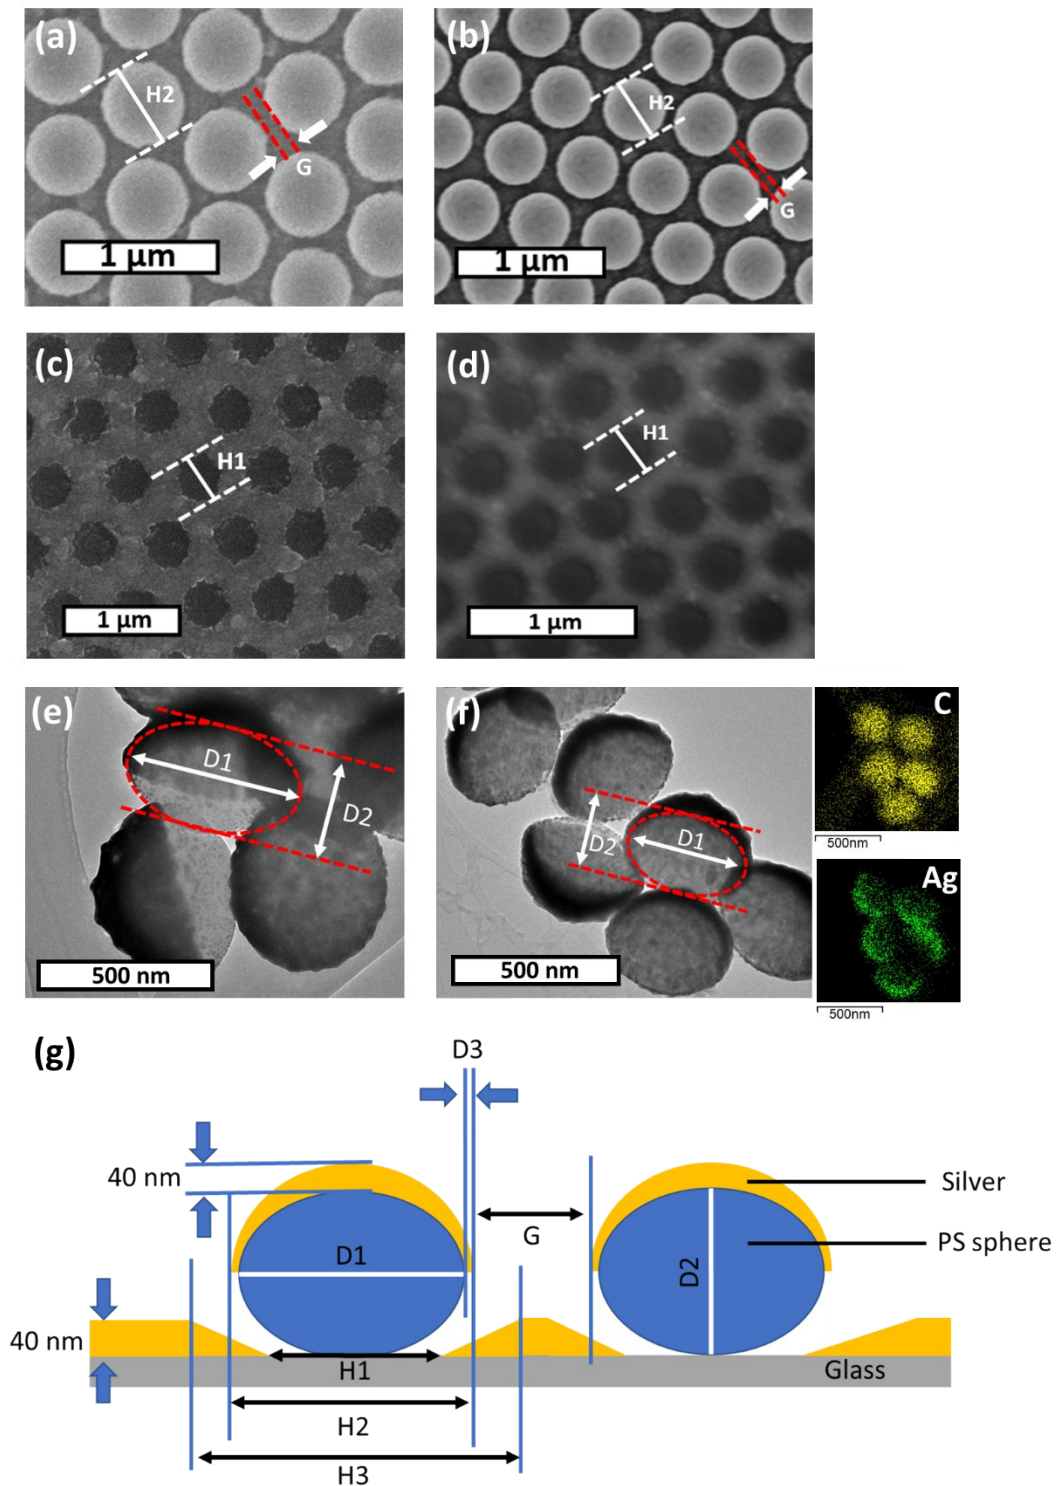 (a)
H2
G
1 µm
(b)
H2
G
1 µm
(c)
H1
1 µm
(d)
H1
1 µm
(e)
D1
D2
500 nm
(f)
D2
D1
500 nm
C
500nm
Ag
500nm
(g)
D3
40 nm
Silver
G
PS sphere
D1
D2
40 nm
H1
Glass
H2
H3